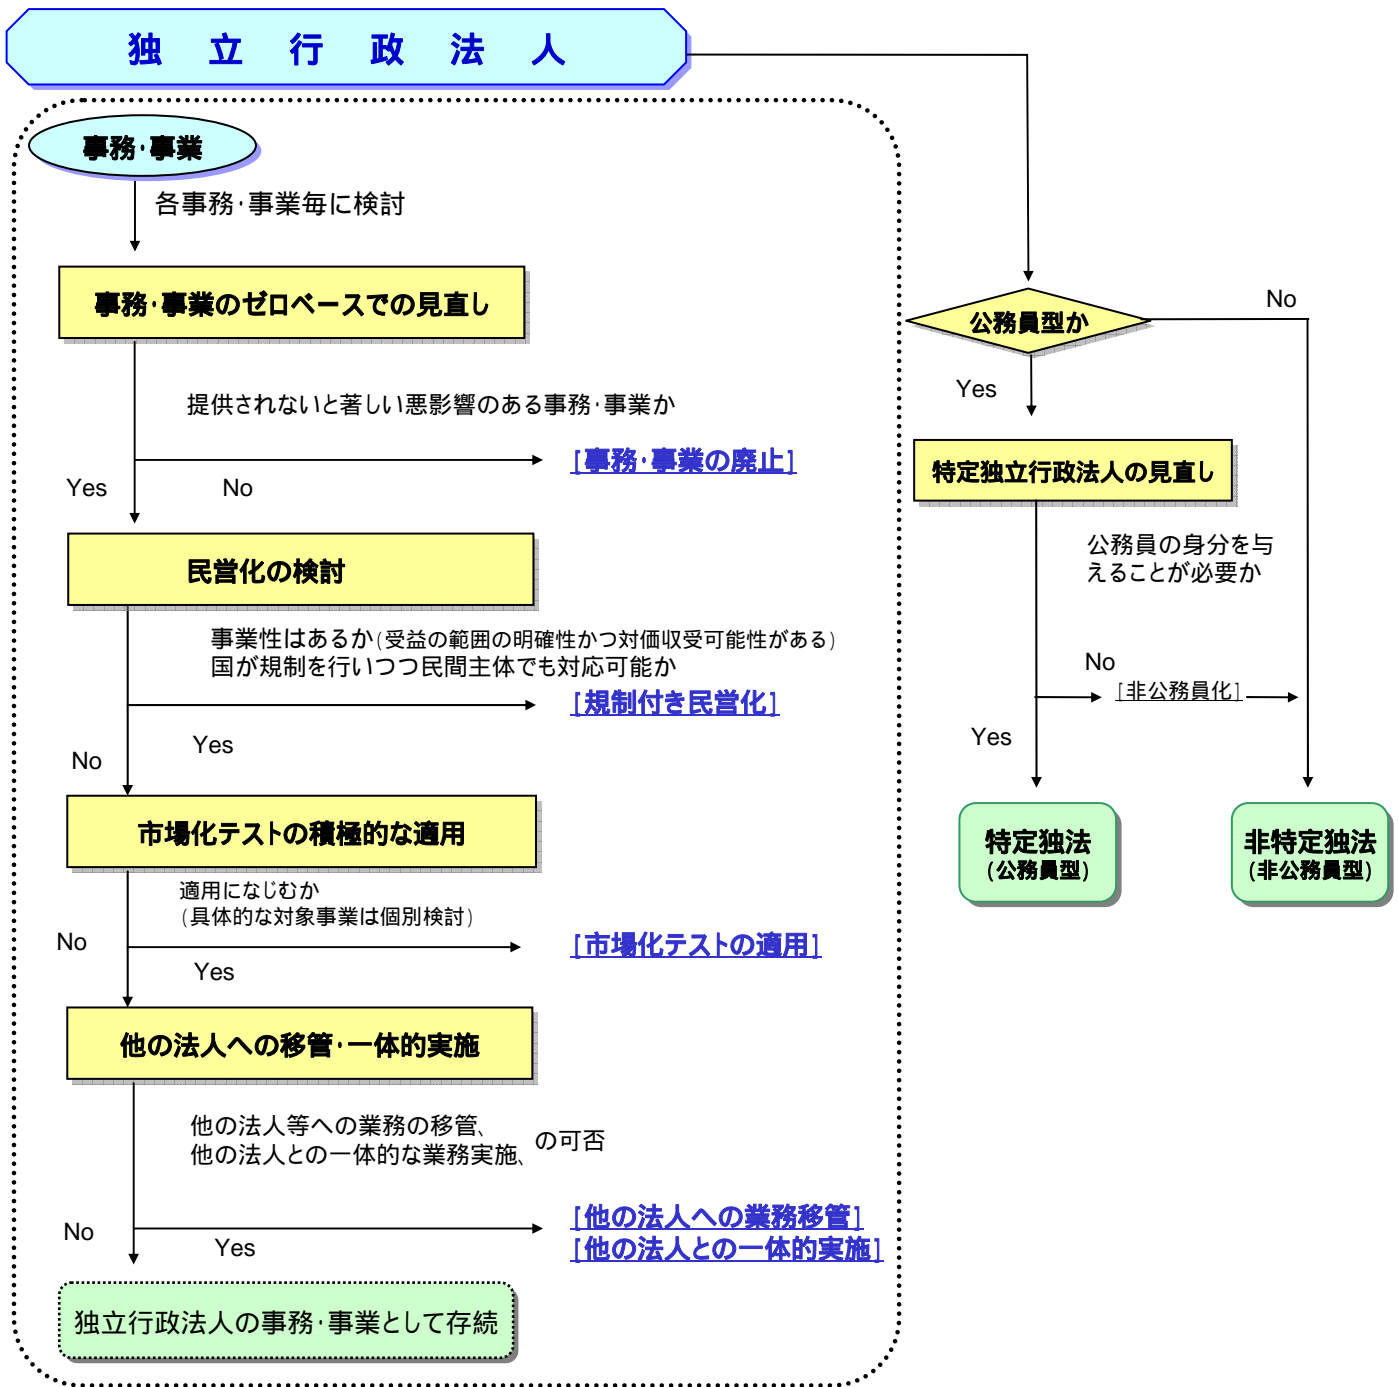 独立行政法人
事務・事業
各事務・事業毎に検討
事務・事業のゼロベースでの見直し
提供されないと著しい悪影響のある事務・事業か
[事務・事業の廃止]
Yes
No
民営化の検討
事業性はあるか(受益の範囲の明確性かつ対価収受可能性がある)
国が規制を行いつつ民間主体でも対応可能か
[規制付き民営化]
Yes
No
市場化テストの積極的な適用
適用になじむか
(具体的な対象事業は個別検討)
No
[市場化テストの適用]
Yes
他の法人への移管・一体的実施
他の法人等への業務の移管、
他の法人との一体的な業務実施、
の可否
[他の法人への業務移管]
No
Yes
[他の法人との一体的実施]
独立行政法人の事務・事業として存続
公務員型か
No
Yes
特定独立行政法人の見直し
公務員の身分を与
えることが必要か
No
[非公務員化]
Yes
特定独法
(公務員型)
非特定独法
(非公務員型)